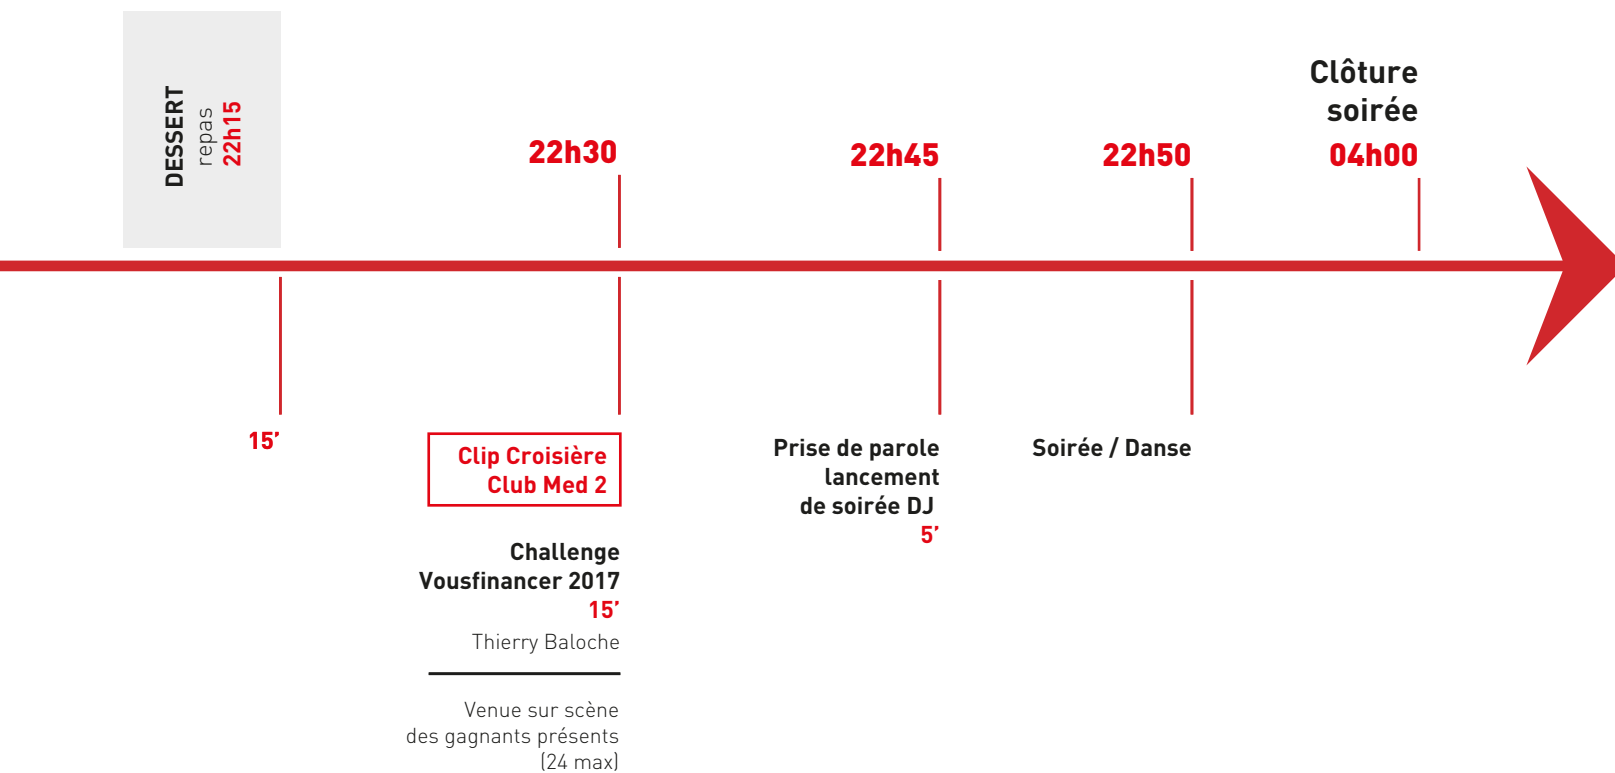 DESSERT
repas
22h15
22h30
22h45
22h50
Clôture
soirée
04h00
15’
Clip Croisière
Club Med 2
Challenge
Vousfinancer 2017
15’
Thierry Baloche
Venue sur scène
des gagnants présents
(24 max)
Prise de parole
lancement
de soirée DJ
5’
Soirée / Danse